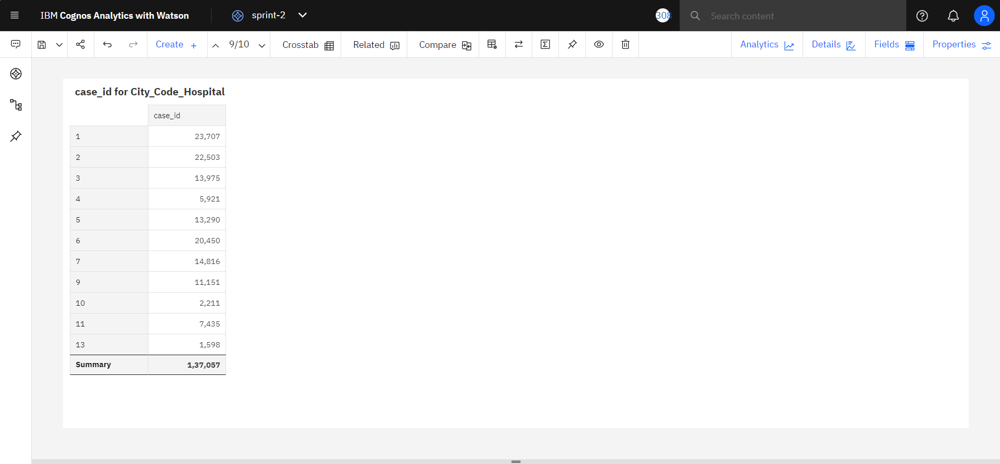 IBM Cognos Analytics with Watson sprint-2 308 Search content
Create + 9/10 Crosstab Related Compare Analytics Details Fields Properties
case_id for City_Code_Hospital
case_id
1 23,707
2 22,503
3 13,975
4 5,921
5 13,290
6 20,450
7 14,816
9 11,151
10 2,211
11 7,435
13 1,598
Summary 1,37,057